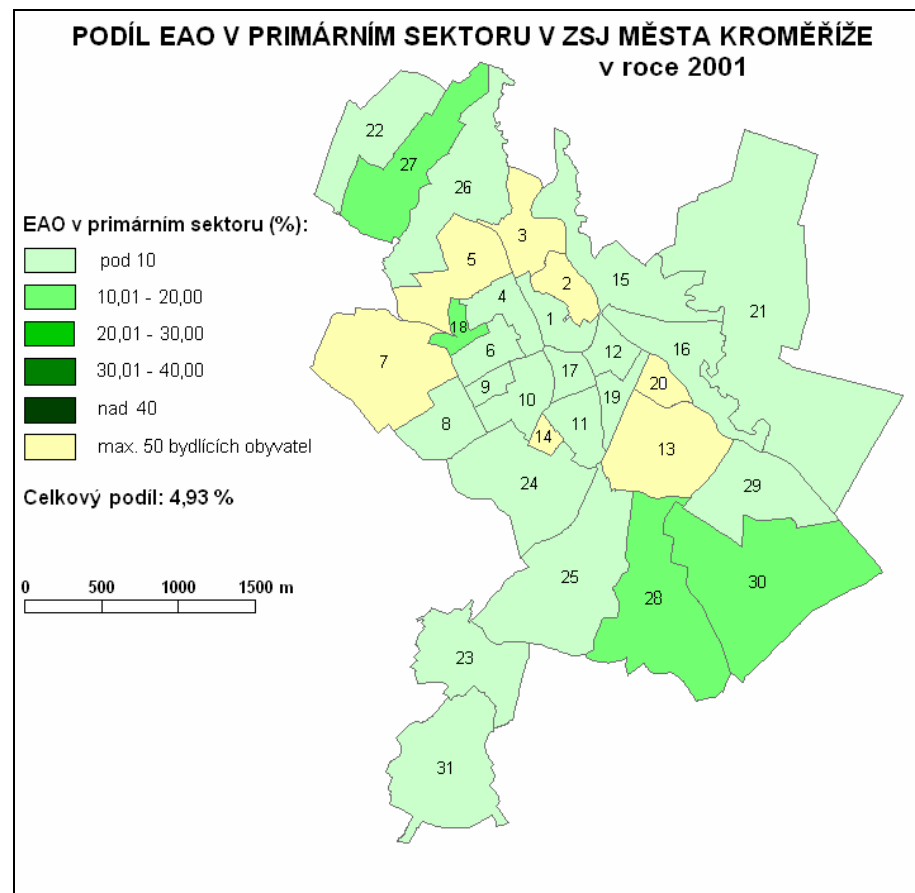 PODÍL EAO V PRIMÁRNÍM SEKTORU V ZSJ MĚSTA KROMĚŘÍŽE
v roce 2001
22
27
26
3
5
2
15
21
4
1
18
16
7
6
12
17
20
9
19
10
11
8
14
13
24
29
25
28
30
23
31
EAO v primárním sektoru (%):
pod 10
10,01 - 20,00
20,01 - 30,00
30,01 - 40,00
nad 40
max. 50 bydlících obyvatel
Celkový podíl: 4,93 %
0 500 1000 1500 m